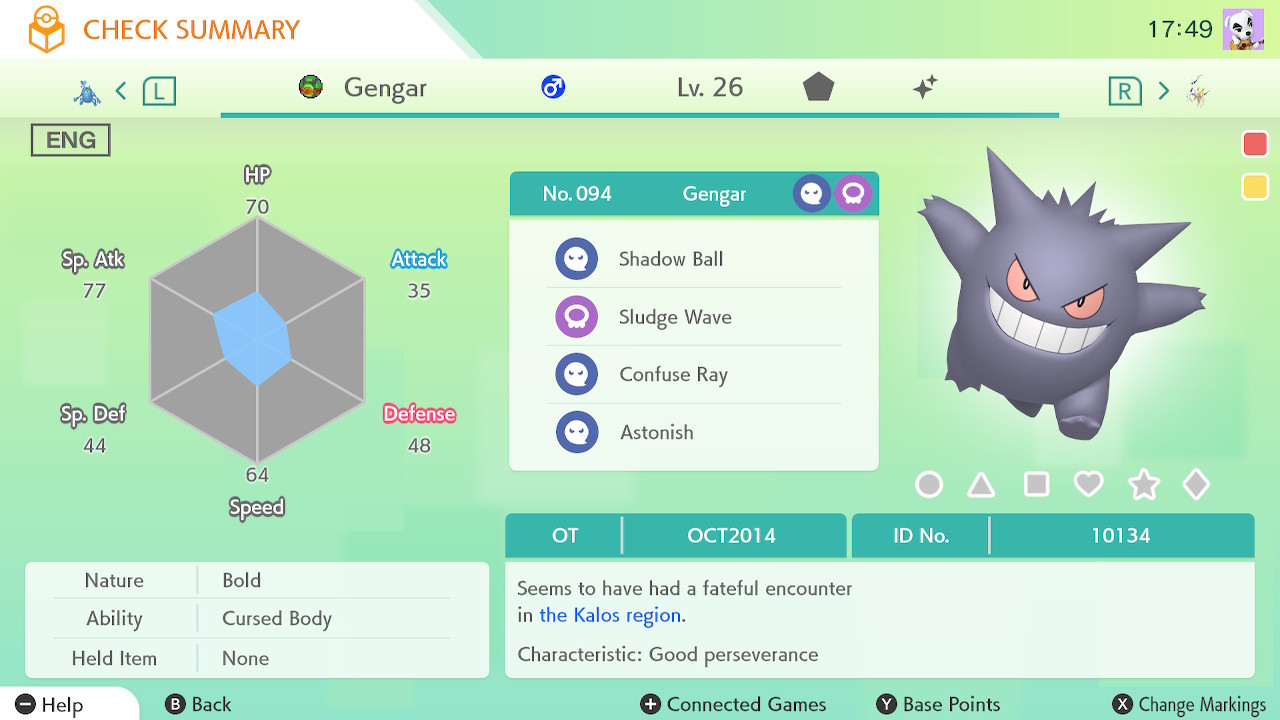 CHECK SUMMARY
17:49
L
Gengar
Lv. 26
R
ENG
HP
70
Sp. Atk
77
Attack
35
Sp. Def
44
Defense
48
64
Speed
No. 094 Gengar
Shadow Ball
Sludge Wave
Confuse Ray
Astonish
OT OCT2014
ID No. 10134
Nature Bold
Ability Cursed Body
Held Item None
Seems to have had a fateful encounter
in the Kalos region.
Characteristic: Good perseverance
Help
B Back
Connected Games
Y Base Points
X Change Markings